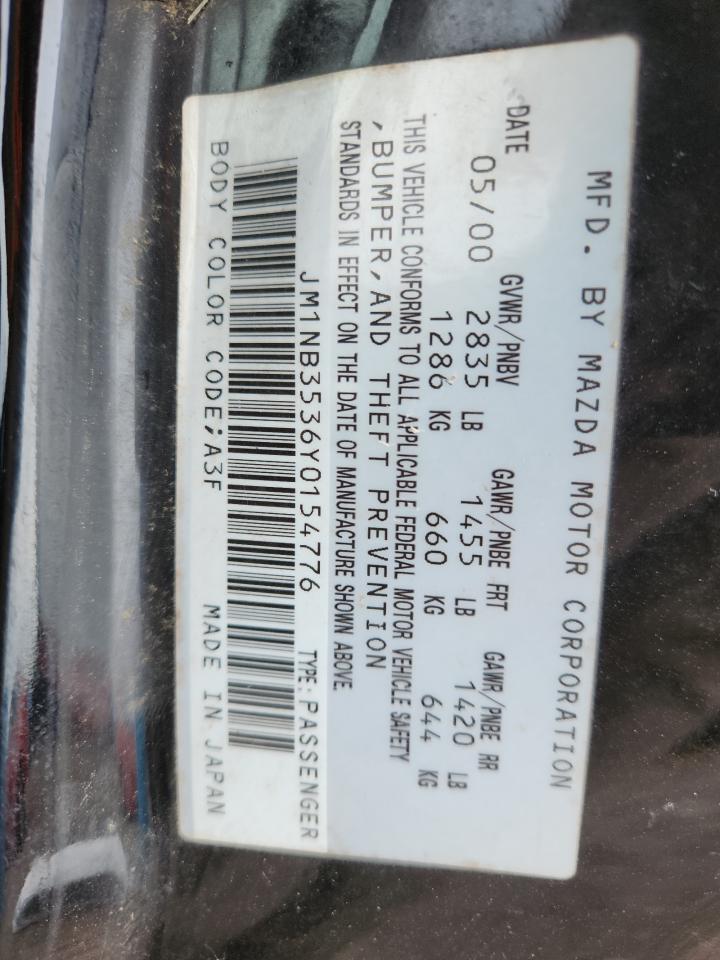 MFD. BY MAZDA MOTOR CORPORATION
DATE GVWR/PNBV GAWR/PNBE FRT GAWR/PNBE RR
05/00 2835 LB 1455 LB 1420 LB
1286 KG 660 KG 644 KG
THIS VEHICLE CONFORMS TO ALL APPLICABLE FEDERAL MOTOR VEHICLE SAFETY
,BUMPER,AND THEFT PREVENTION
STANDARDS IN EFFECT ON THE DATE OF MANUFACTURE SHOWN ABOVE.
JM1NB3536Y0154776 TYPE: PASSENGER
BODY COLOR CODE;A3F MADE IN JAPAN